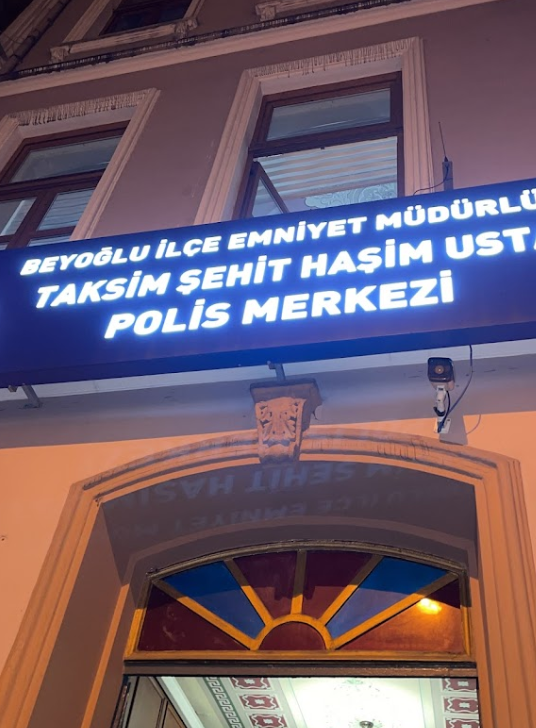 BEYOĞLU İLÇE EMNİYET MÜDÜRLÜ
TAKSİM ŞEHİT HAŞİM USTA
POLİS MERKEZİ